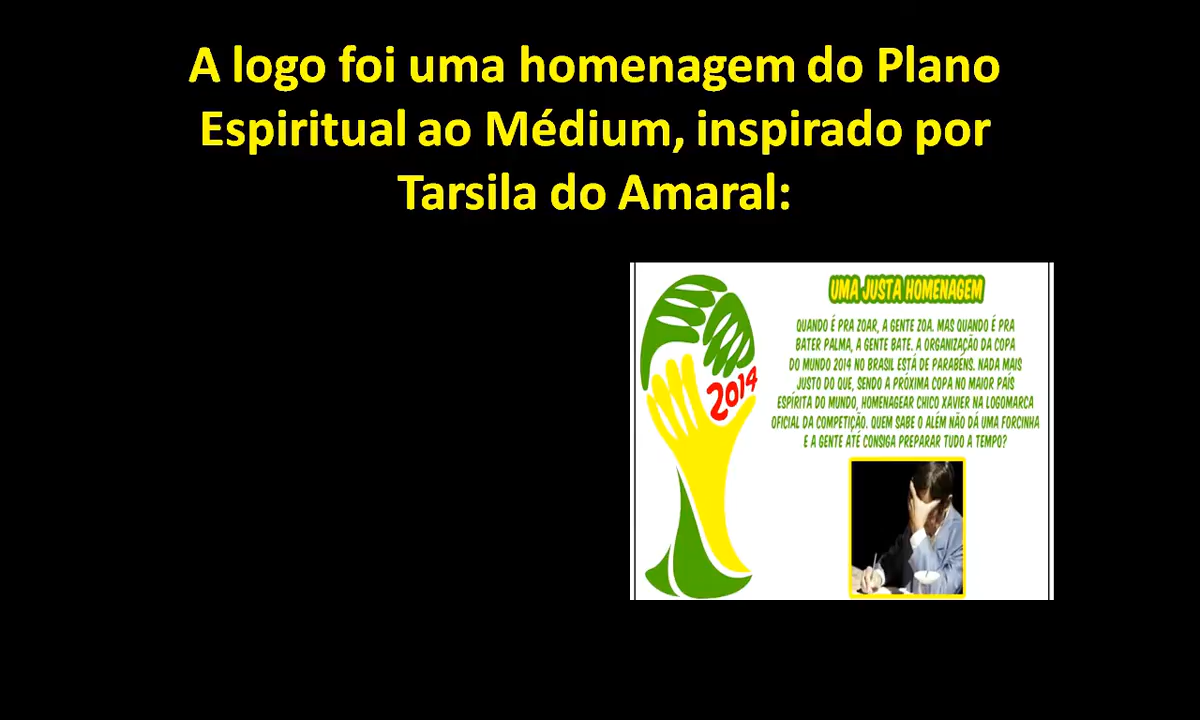 A logo foi uma homenagem do Plano
Espiritual ao Médium, inspirado por
Tarsila do Amaral:
2014
UMA JUSTA HOMENAGEM
QUANDO É PRA ZOAR, A GENTE ZOA. MAS QUANDO É PRA
BATER PALMA, A GENTE BATE. A ORGANIZAÇÃO DA COPA
DO MUNDO 2014 NO BRASIL ESTÁ DE PARABÉNS. NADA MAIS
JUSTO DO QUE, SENDO A PRÓXIMA COPA NO MAIOR PAÍS
ESPÍRITA DO MUNDO, HOMENAGEAR CHICO XAVIER NA LOGOMARCA
OFICIAL DA COMPETIÇÃO. QUEM SABE O ALÉM NÃO DÁ UMA FORCINHA
E A GENTE ATÉ CONSIGA PREPARAR TUDO A TEMPO?